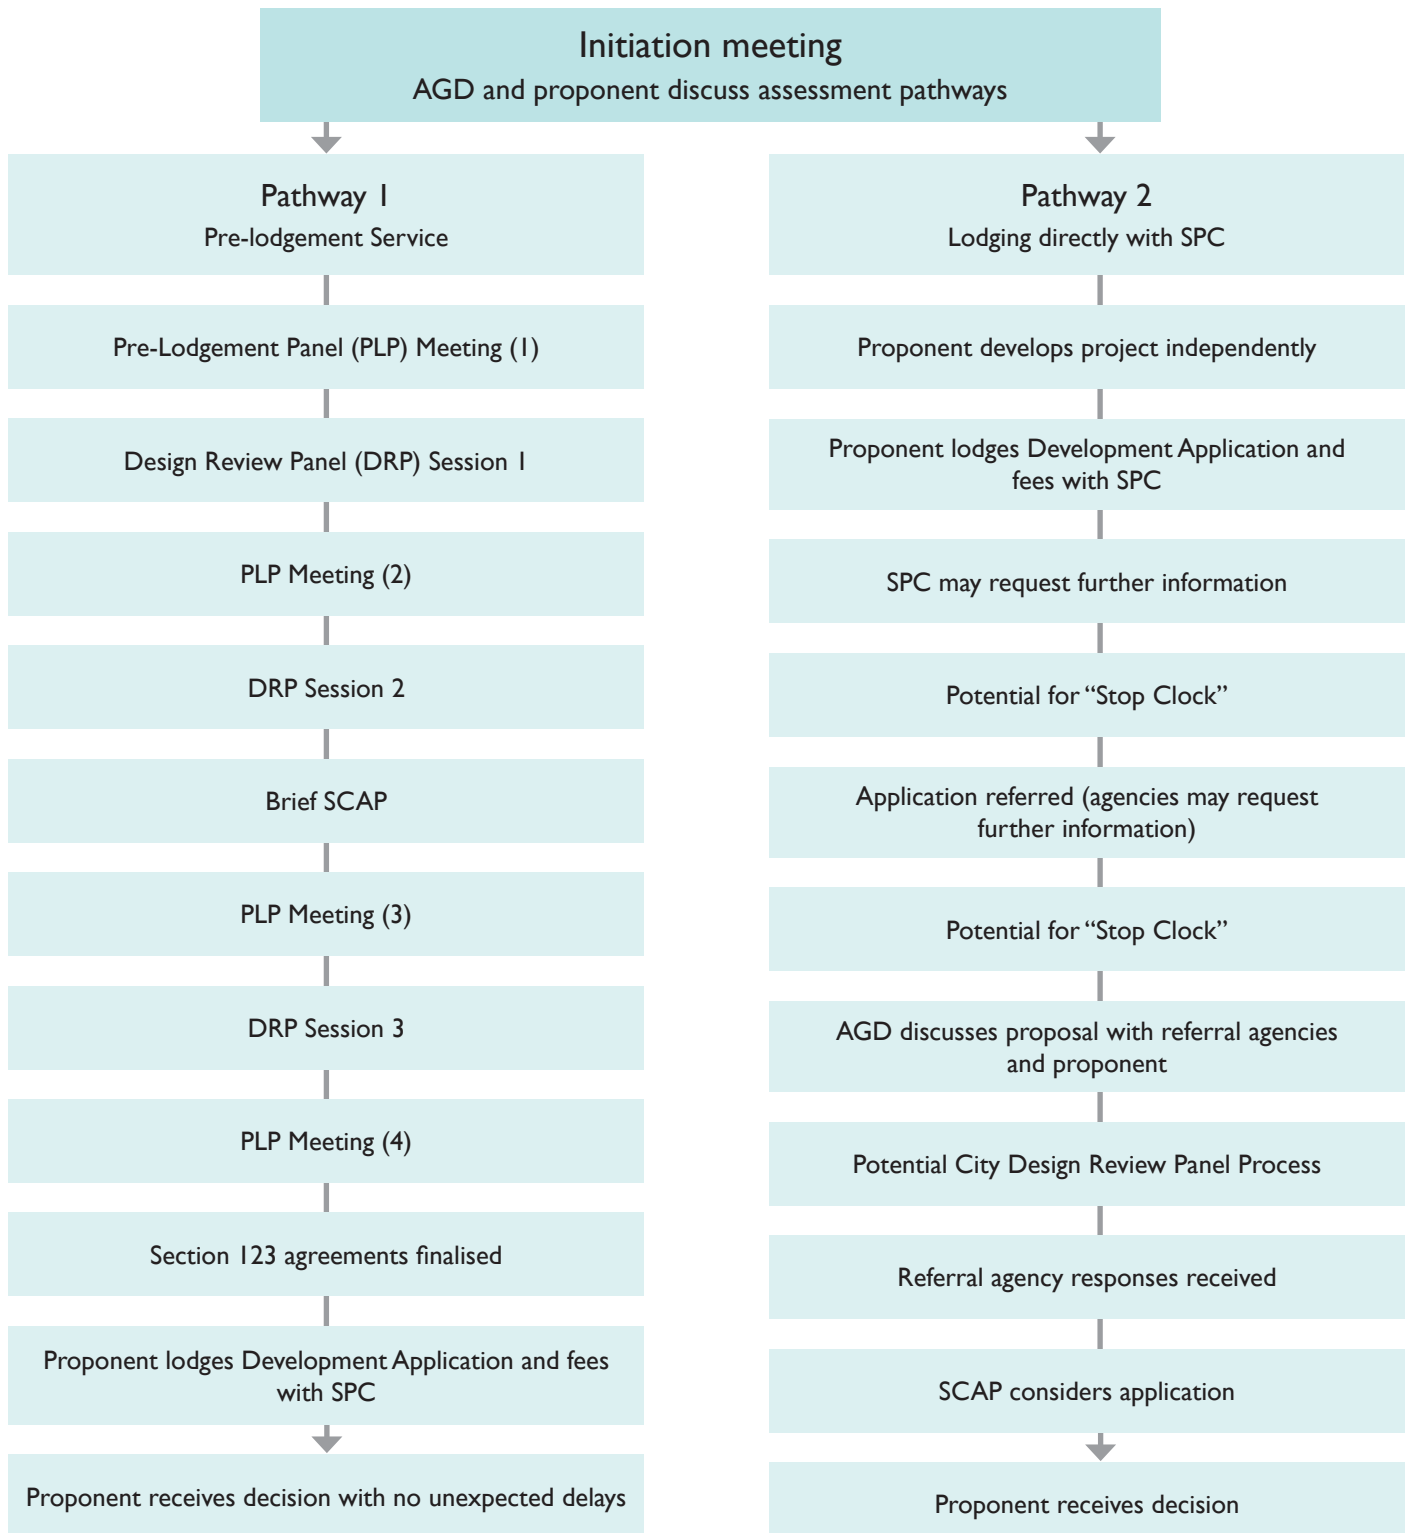 Initiation meeting
AGD and proponent discuss assessment pathways
Pathway 1
Pre-lodgement Service
Pre-Lodgement Panel (PLP) Meeting (1)
Design Review Panel (DRP) Session 1
PLP Meeting (2)
DRP Session 2
Brief SCAP
PLP Meeting (3)
DRP Session 3
PLP Meeting (4)
Section 123 agreements finalised
Proponent lodges Development Application and fees
with SPC
Proponent receives decision with no unexpected delays
Pathway 2
Lodging directly with SPC
Proponent develops project independently
Proponent lodges Development Application and
fees with SPC
SPC may request further information
Potential for “Stop Clock”
Application referred (agencies may request
further information)
Potential for “Stop Clock”
AGD discusses proposal with referral agencies
and proponent
Potential City Design Review Panel Process
Referral agency responses received
SCAP considers application
Proponent receives decision